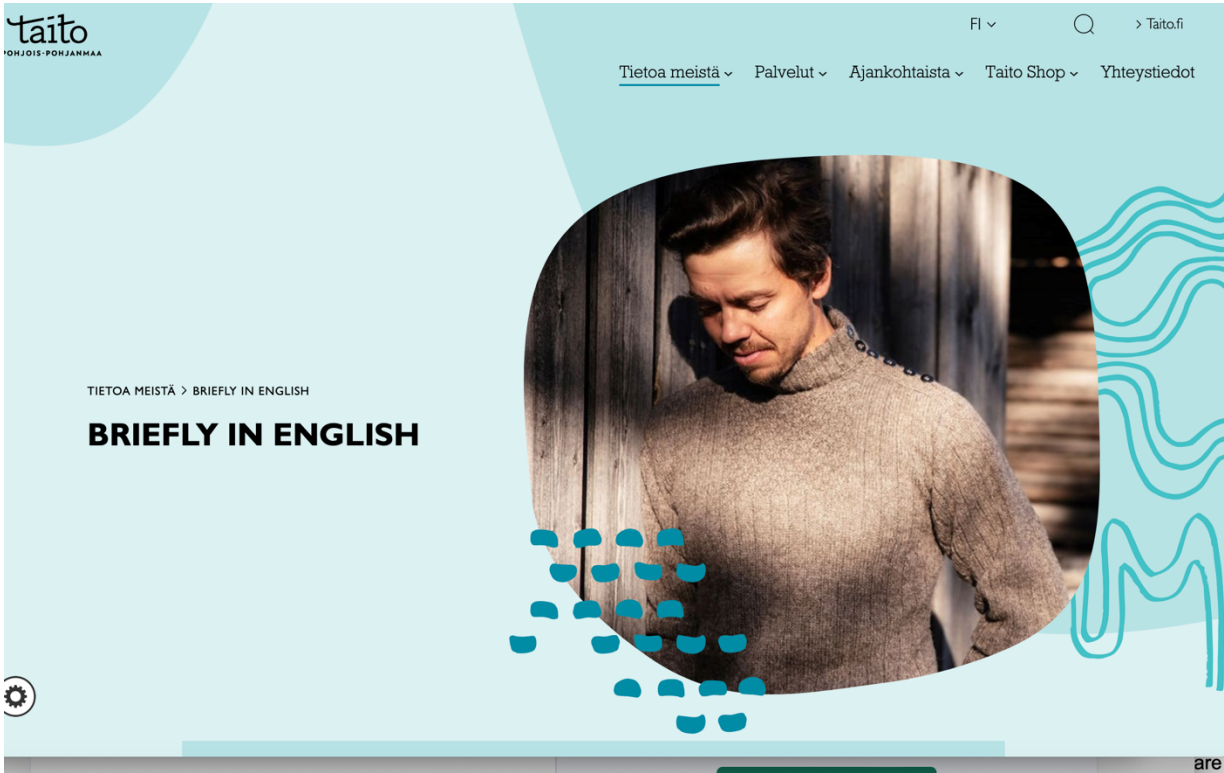 taito
POHJOIS-POHJANMAA
FI
> Taito.fi
Tietoa meistä Palvelut Ajankohtaista Taito Shop Yhteystiedot
TIETOA MEISTÄ > BRIEFLY IN ENGLISH
BRIEFLY IN ENGLISH
are